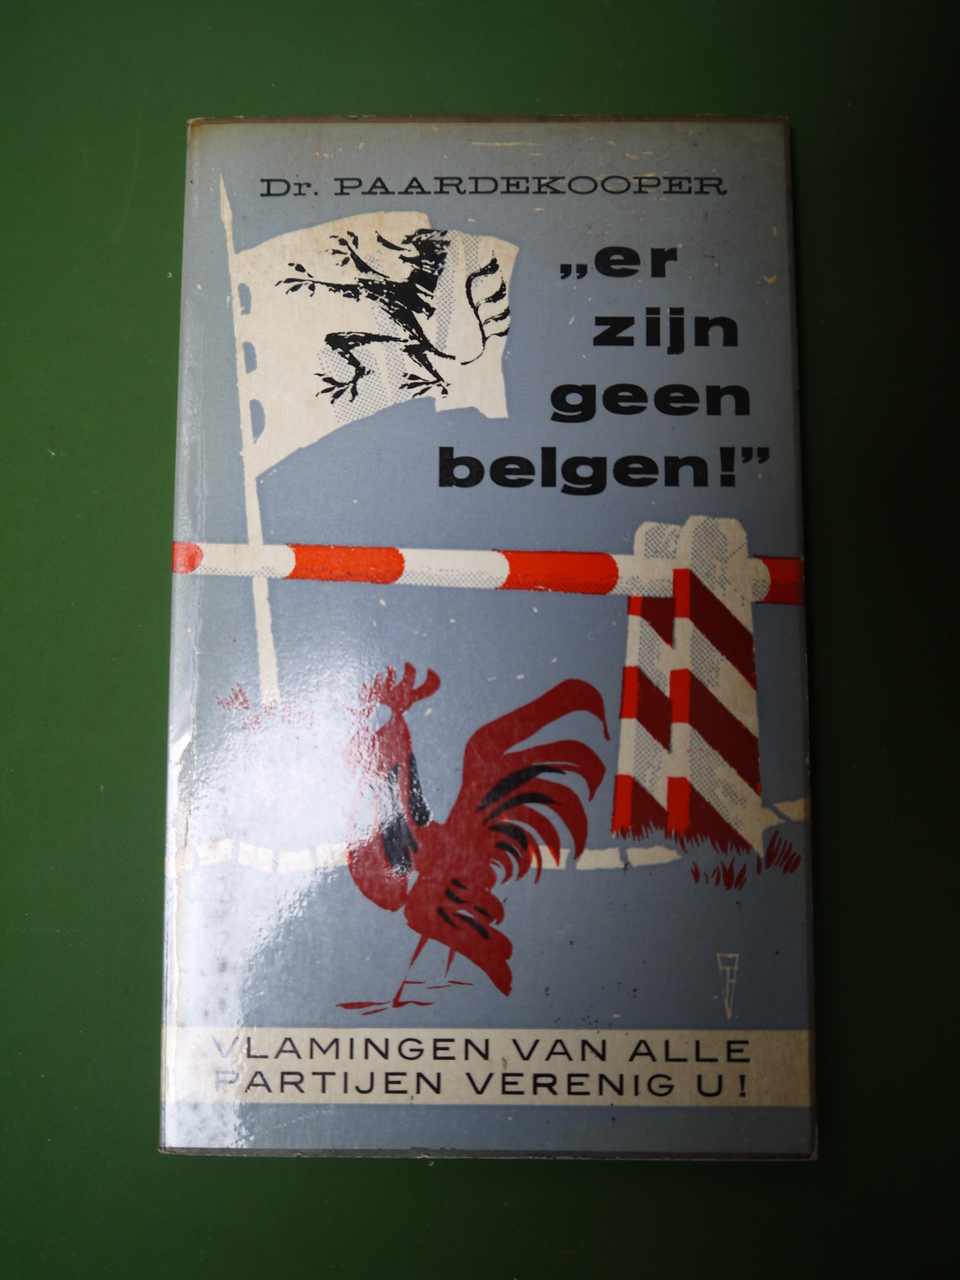 Dr. PAARDEKOOPER
„er
zijn
geen
belgen!”
VLAMINGEN VAN ALLE
PARTIJEN VERENIG U!